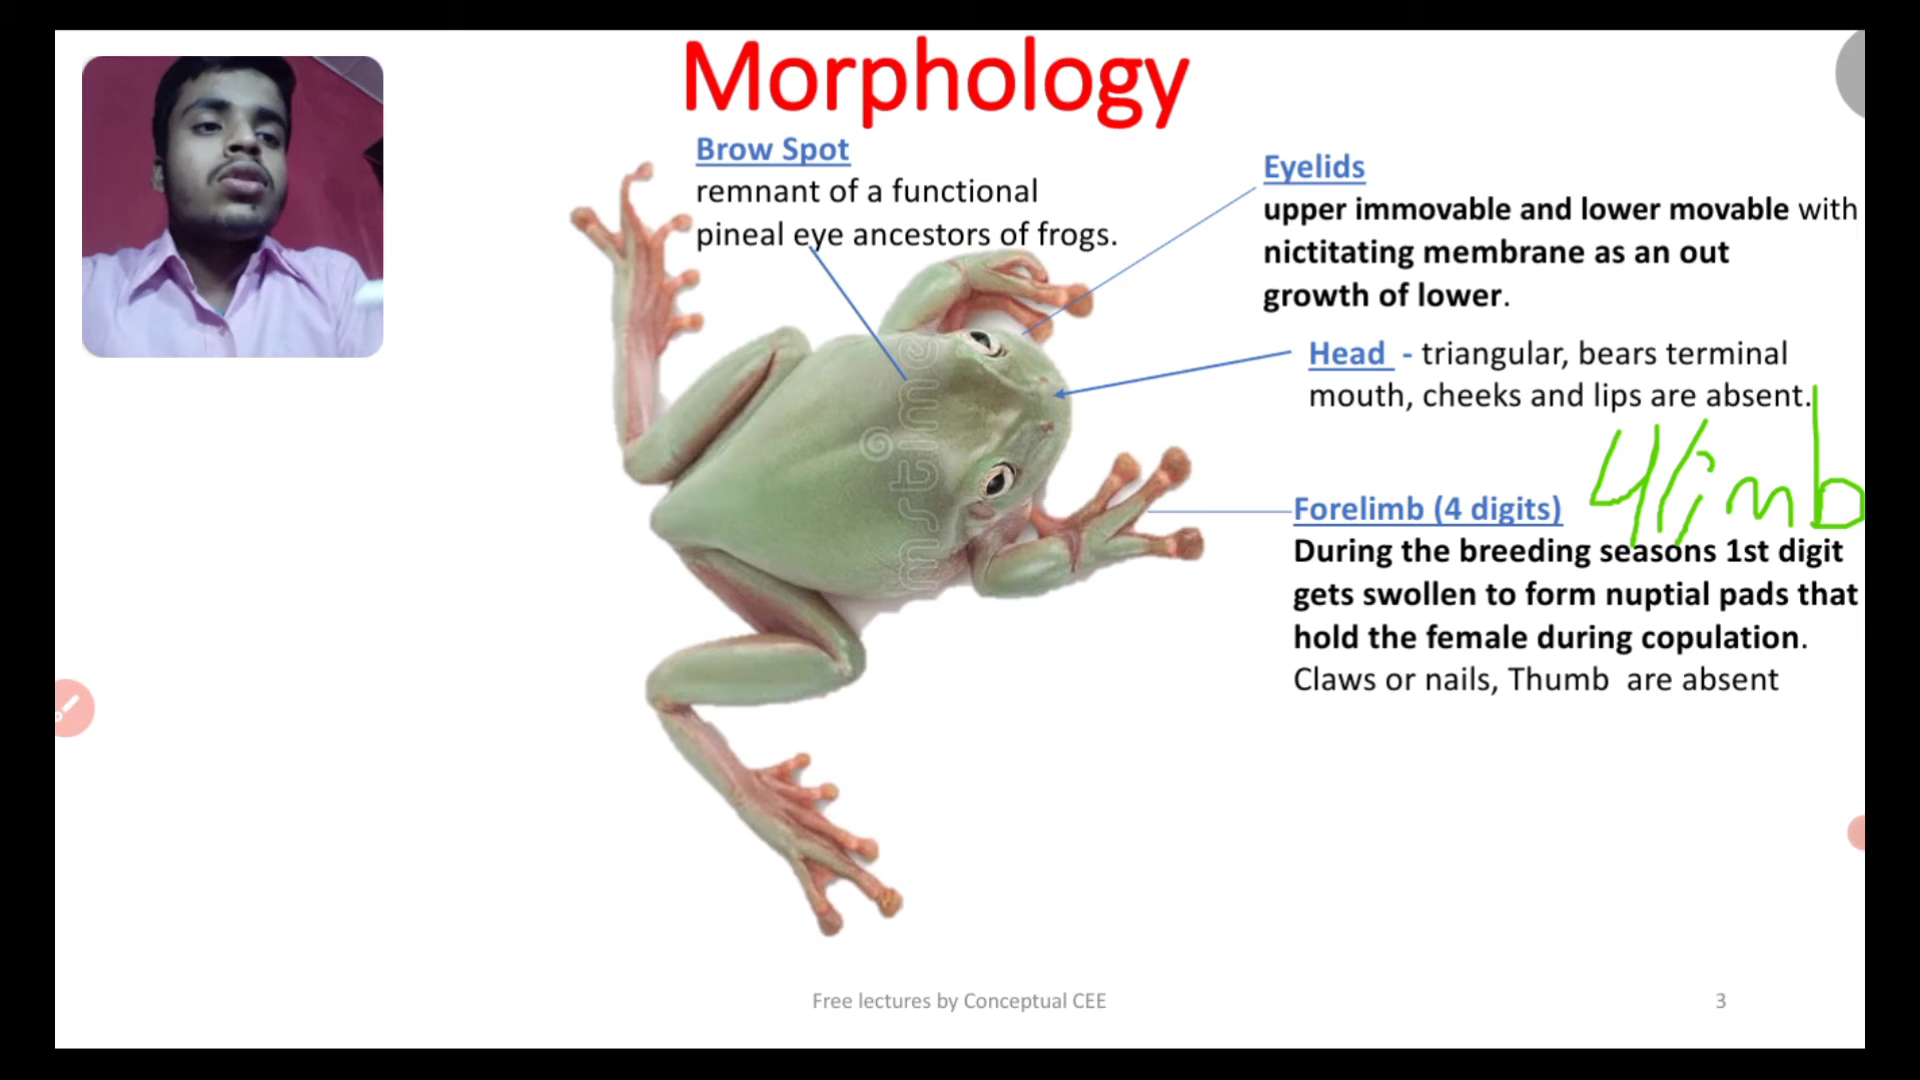 Morphology
Brow Spot
remnant of a functional
pineal eye ancestors of frogs.
Eyelids
upper immovable and lower movable with
nictitating membrane as an out
growth of lower.
Head - triangular, bears terminal
mouth, cheeks and lips are absent.
4 limb
Forelimb (4 digits)
During the breeding seasons 1st digit
gets swollen to form nuptial pads that
hold the female during copulation.
Claws or nails, Thumb are absent
Free lectures by Conceptual CEE
3